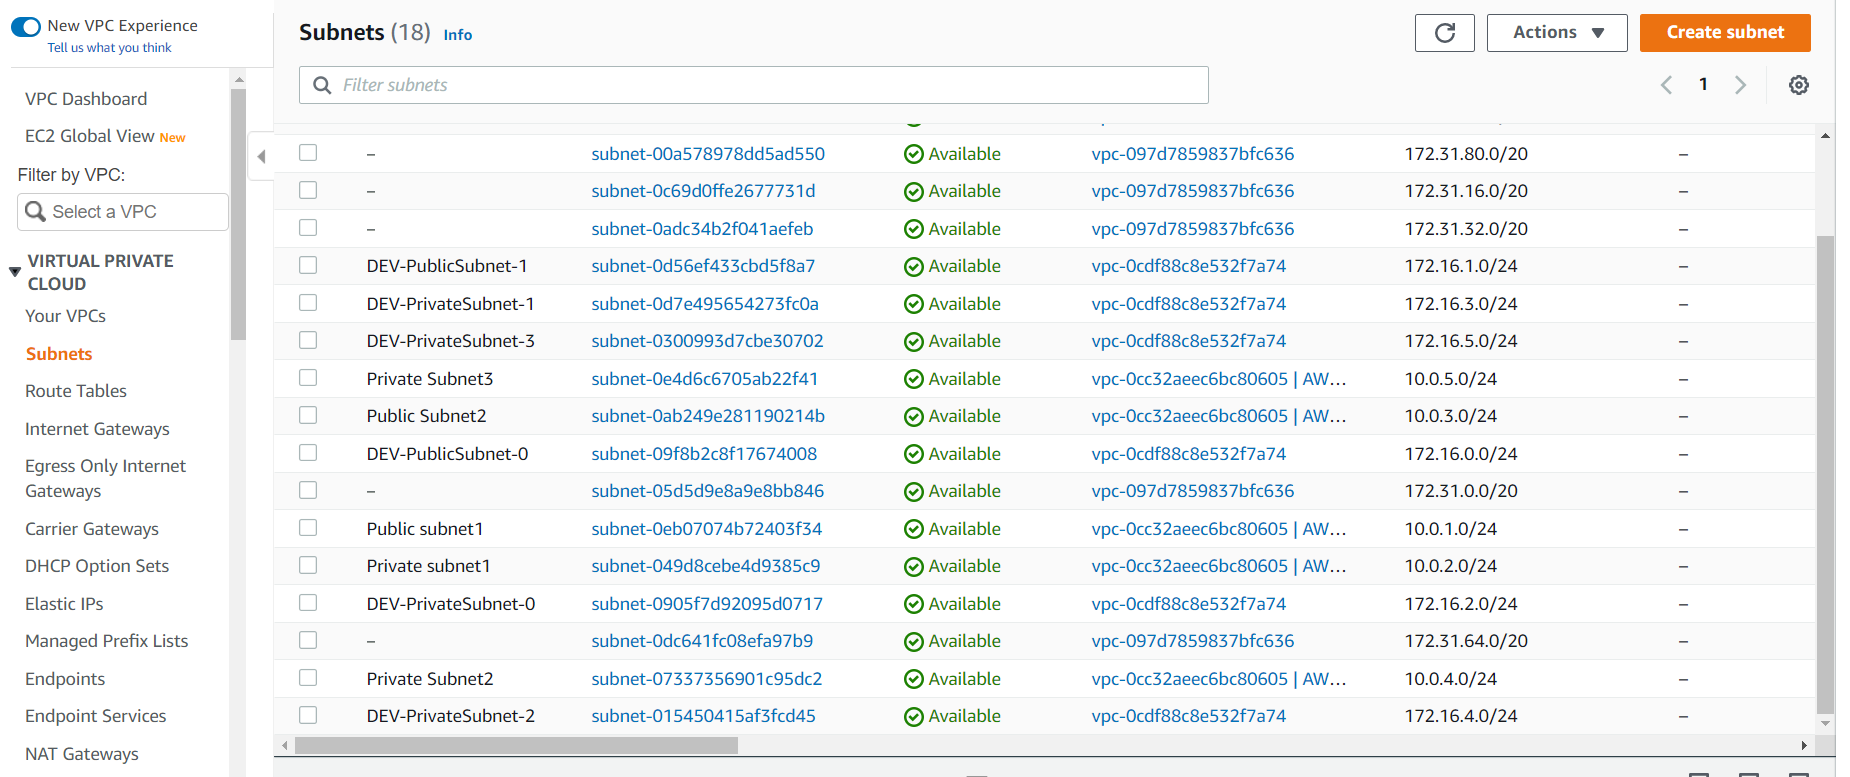 New VPC Experience
Tell us what you think
VPC Dashboard
EC2 Global View New
Filter by VPC:
Select a VPC
VIRTUAL PRIVATE
CLOUD
Your VPCs
Subnets
Route Tables
Internet Gateways
Egress Only Internet
Gateways
Carrier Gateways
DHCP Option Sets
Elastic IPs
Managed Prefix Lists
Endpoints
Endpoint Services
NAT Gateways
Subnets (18) Info
Actions
Create subnet
Filter subnets
1
– subnet-00a578978dd5ad550 Available vpc-097d7859837bfc636 172.31.80.0/20 –
– subnet-0c69d0ffe2677731d Available vpc-097d7859837bfc636 172.31.16.0/20 –
– subnet-0adc34b2f041aefeb Available vpc-097d7859837bfc636 172.31.32.0/20 –
DEV-PublicSubnet-1 subnet-0d56ef433cbd5f8a7 Available vpc-0cdf88c8e532f7a74 172.16.1.0/24 –
DEV-PrivateSubnet-1 subnet-0d7e495654273fc0a Available vpc-0cdf88c8e532f7a74 172.16.3.0/24 –
DEV-PrivateSubnet-3 subnet-0300993d7cbe30702 Available vpc-0cdf88c8e532f7a74 172.16.5.0/24 –
Private Subnet3 subnet-0e4d6c6705ab22f41 Available vpc-0cc32aeec6bc80605 | AW... 10.0.5.0/24 –
Public Subnet2 subnet-0ab249e281190214b Available vpc-0cc32aeec6bc80605 | AW... 10.0.3.0/24 –
DEV-PublicSubnet-0 subnet-09f8b2c8f17674008 Available vpc-0cdf88c8e532f7a74 172.16.0.0/24 –
– subnet-05d5d9e8a9e8bb846 Available vpc-097d7859837bfc636 172.31.0.0/20 –
Public subnet1 subnet-0eb07074b72403f34 Available vpc-0cc32aeec6bc80605 | AW... 10.0.1.0/24 –
Private subnet1 subnet-049d8cebe4d9385c9 Available vpc-0cc32aeec6bc80605 | AW... 10.0.2.0/24 –
DEV-PrivateSubnet-0 subnet-0905f7d92095d0717 Available vpc-0cdf88c8e532f7a74 172.16.2.0/24 –
– subnet-0dc641fc08efa97b9 Available vpc-097d7859837bfc636 172.31.64.0/20 –
Private Subnet2 subnet-07337356901c95dc2 Available vpc-0cc32aeec6bc80605 | AW... 10.0.4.0/24 –
DEV-PrivateSubnet-2 subnet-015450415af3fcd45 Available vpc-0cdf88c8e532f7a74 172.16.4.0/24 –